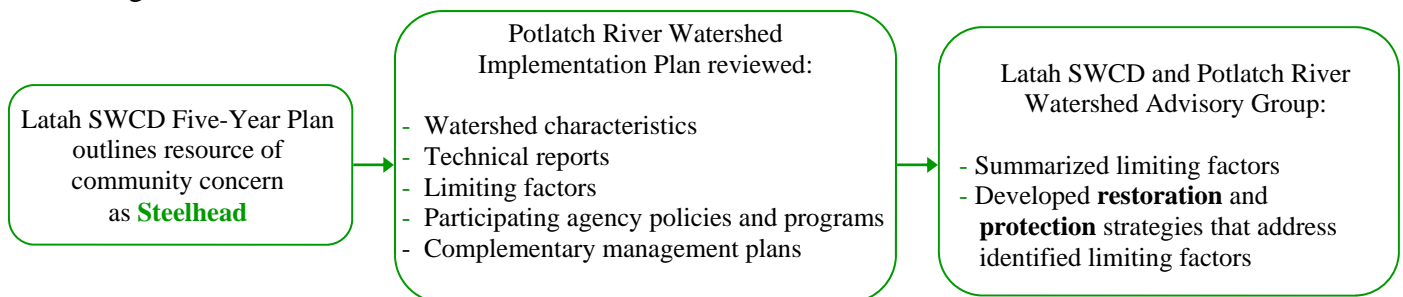 Latah SWCD Five-Year Plan
outlines resource of
community concern
as Steelhead
Potlatch River Watershed
Implementation Plan reviewed:
- Watershed characteristics
- Technical reports
- Limiting factors
- Participating agency policies and programs
- Complementary management plans
Latah SWCD and Potlatch River
Watershed Advisory Group:
- Summarized limiting factors
- Developed restoration and
protection strategies that address
identified limiting factors